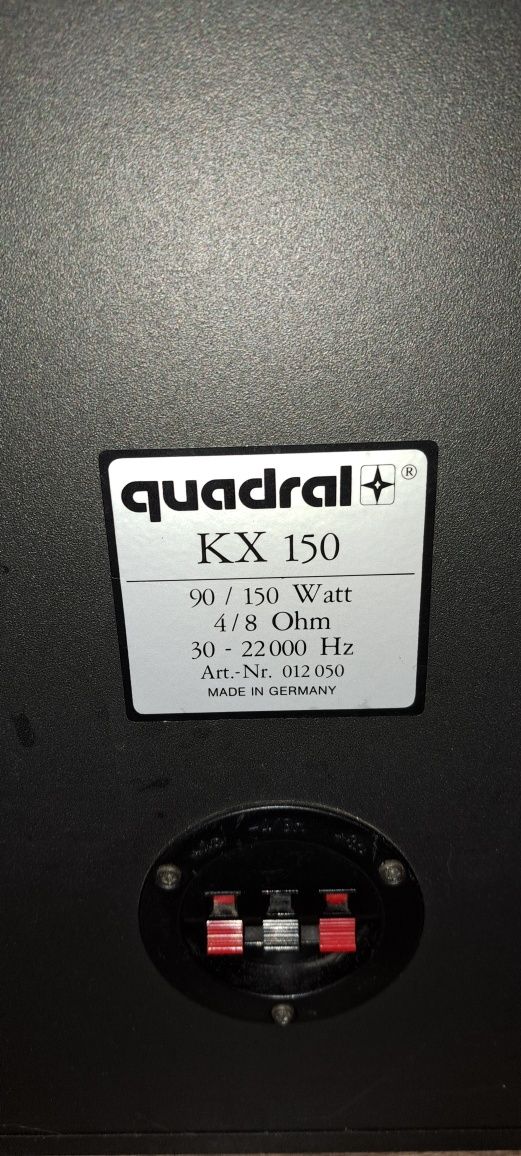 quadral ®
KX 150
90 / 150 Watt
4/8 Ohm
30 - 22 000 Hz
Art.-Nr. 012 050
MADE IN GERMANY